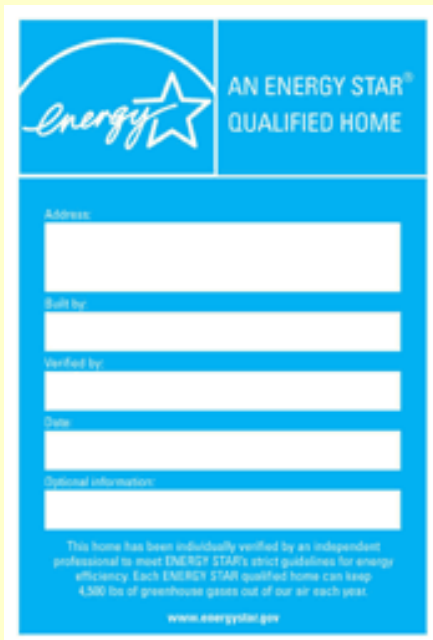 energy
AN ENERGY STAR®
QUALIFIED HOME
Address:
Built by:
Verified by:
Date:
Optional information:
This home has been individually verified by an independent
professional to meet ENERGY STAR's strict guidelines for energy
efficiency. Each ENERGY STAR qualified home can keep
4,500 lbs of greenhouse gases out of our air each year.
www.energystar.gov